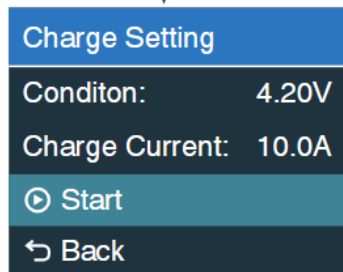 Charge Setting
Conditon: 4.20V
Charge Current: 10.0A
Start
Back